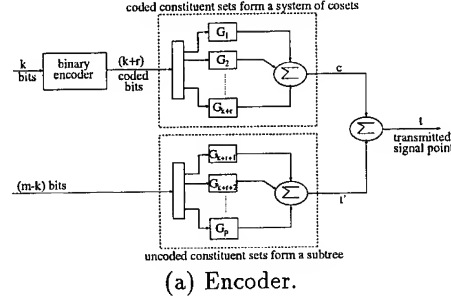 coded constituent sets form a system of cosets
k
bits
binary
encoder
(k+r)
coded
bits
G1
G2
Gk+r
Σ
c
Σ
t
transmitted
signal point
(m-k) bits
Gk+r+1
Gk+r+2
Gp
Σ
t'
uncoded constituent sets form a subtree
(a) Encoder.